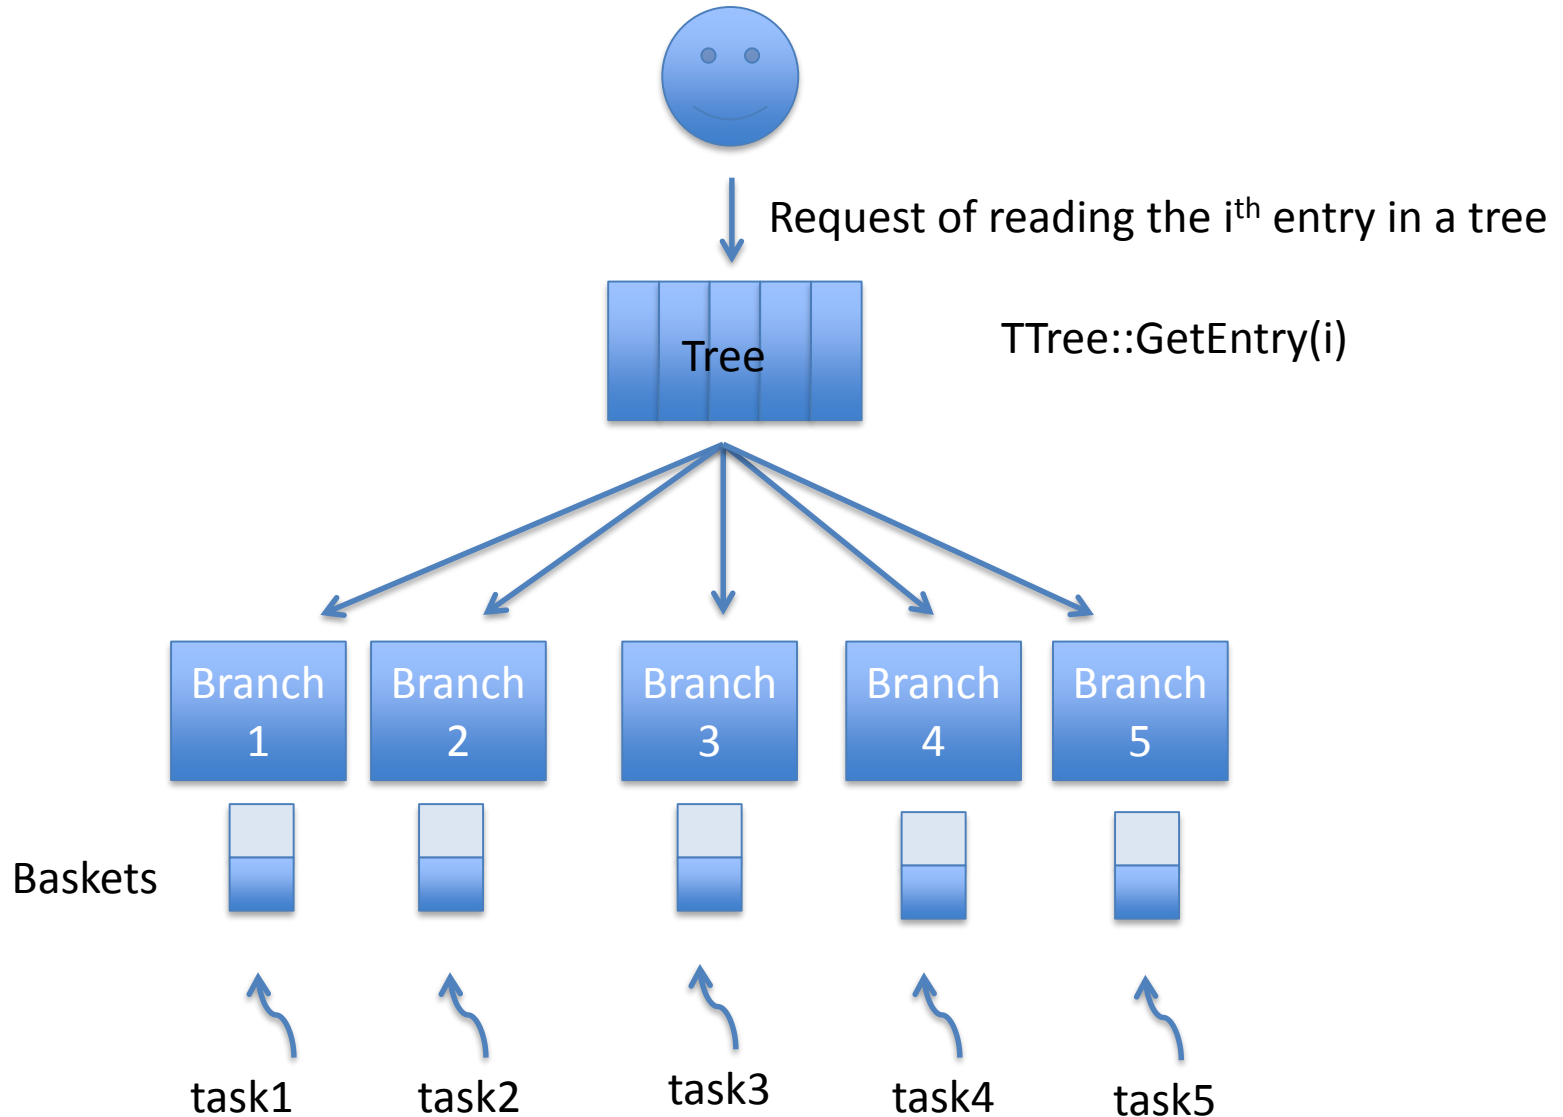 Request of reading the iᵗʰ entry in a tree
TTree::GetEntry(i)
Tree
Branch
1
Branch
2
Branch
3
Branch
4
Branch
5
Baskets
task1
task2
task3
task4
task5